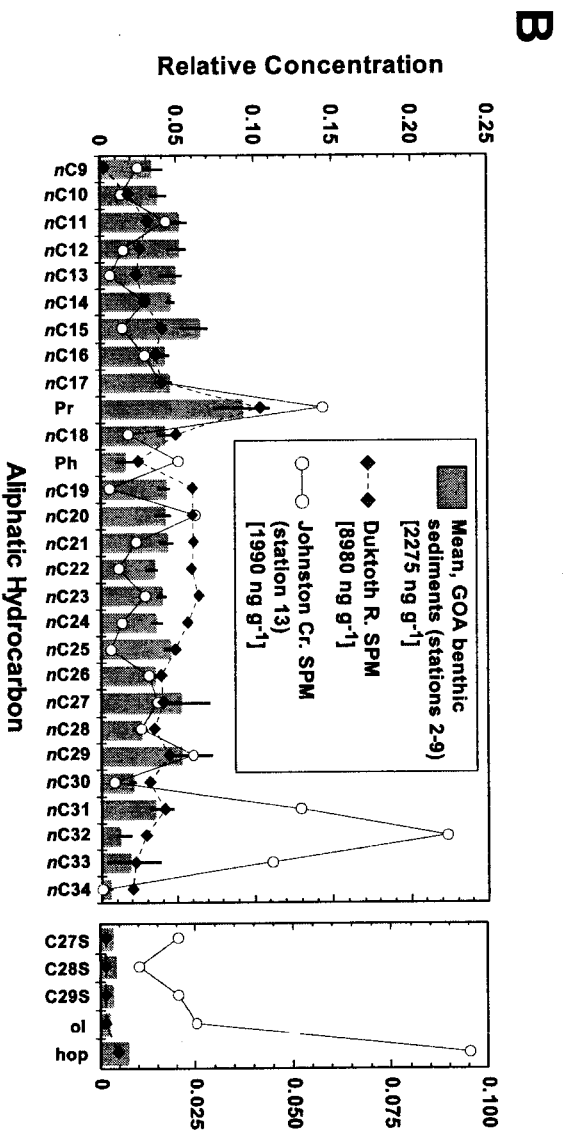 B
Relative Concentration
0.25
0.20
0.15
0.10
0.05
0
Mean, GOA benthic
sediments (stations 2-9)
[2275 ng g-1]
Duktoth R. SPM
[8980 ng g-1]
Johnston Cr. SPM
(station 13)
[1990 ng g-1]
0.100
0.075
0.050
0.025
0
nC9
nC10
nC11
nC12
nC13
nC14
nC15
nC16
nC17
Pr
nC18
Ph
nC19
nC20
nC21
nC22
nC23
nC24
nC25
nC26
nC27
nC28
nC29
nC30
nC31
nC32
nC33
nC34
C27S
C28S
C29S
ol
hop
Aliphatic Hydrocarbon